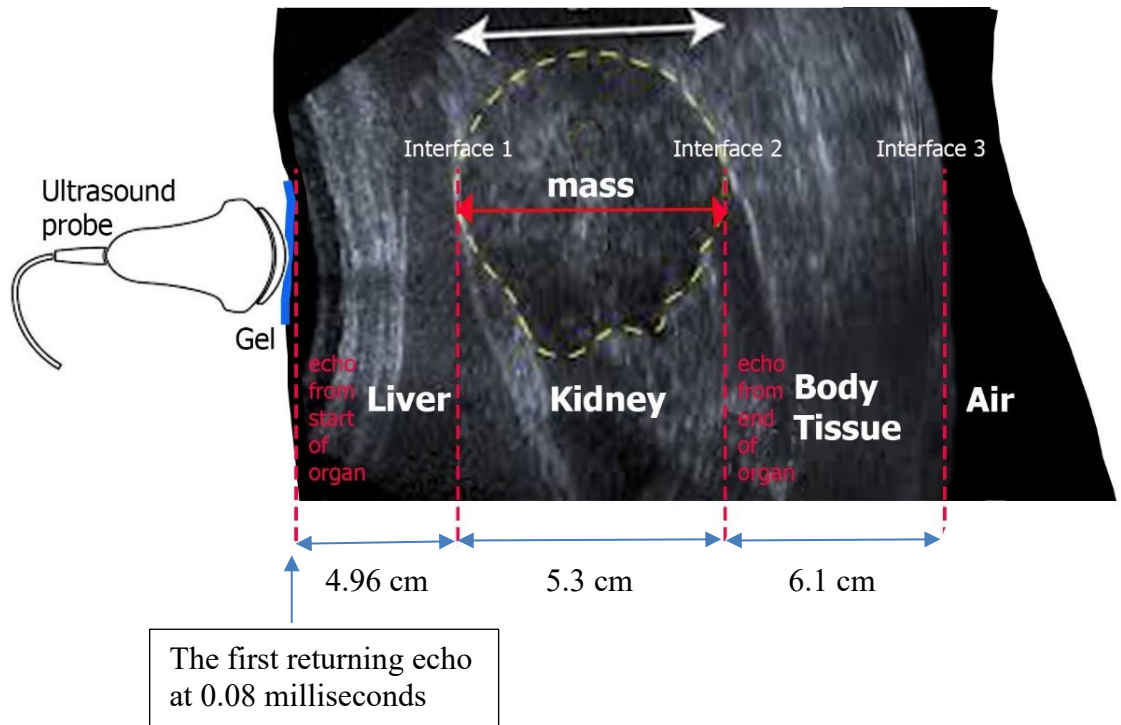 Interface 1
Interface 2
Interface 3
mass
Ultrasound
probe
Gel
echo
from
start
of
organ
Liver
Kidney
echo
from
end
of
organ
Body
Tissue
Air
4.96 cm
5.3 cm
6.1 cm
The first returning echo
at 0.08 milliseconds